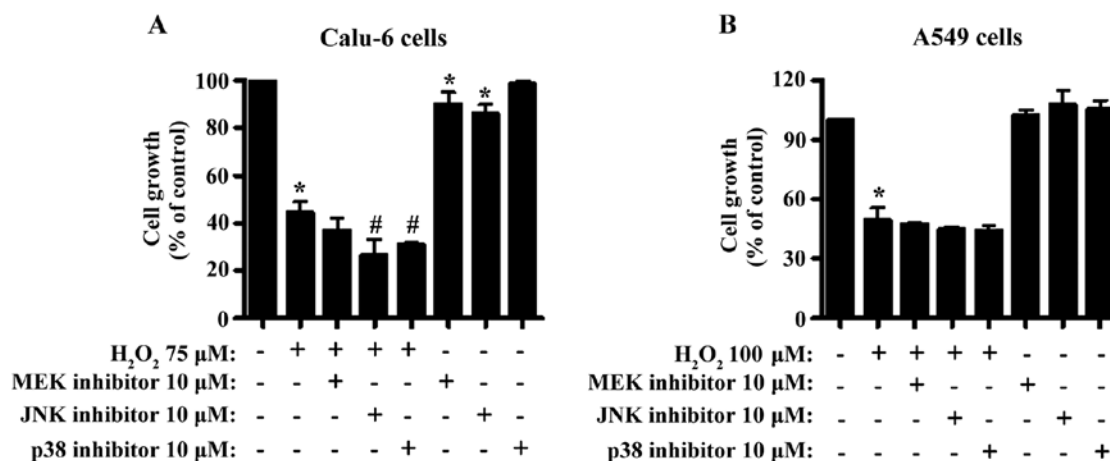 A
Calu-6 cells
Cell growth
(% of control)
100
80
60
40
20
0
*
#
#
*
*
H₂O₂ 75 µM: - + + + + - - -
MEK inhibitor 10 µM: - - + - - + - -
JNK inhibitor 10 µM: - - - + - - + -
p38 inhibitor 10 µM: - - - - + - - +
B
A549 cells
Cell growth
(% of control)
120
90
60
30
0
*
H₂O₂ 100 µM: - + + + + - - -
MEK inhibitor 10 µM: - - + - - + - -
JNK inhibitor 10 µM: - - - + - - + -
p38 inhibitor 10 µM: - - - - + - - +